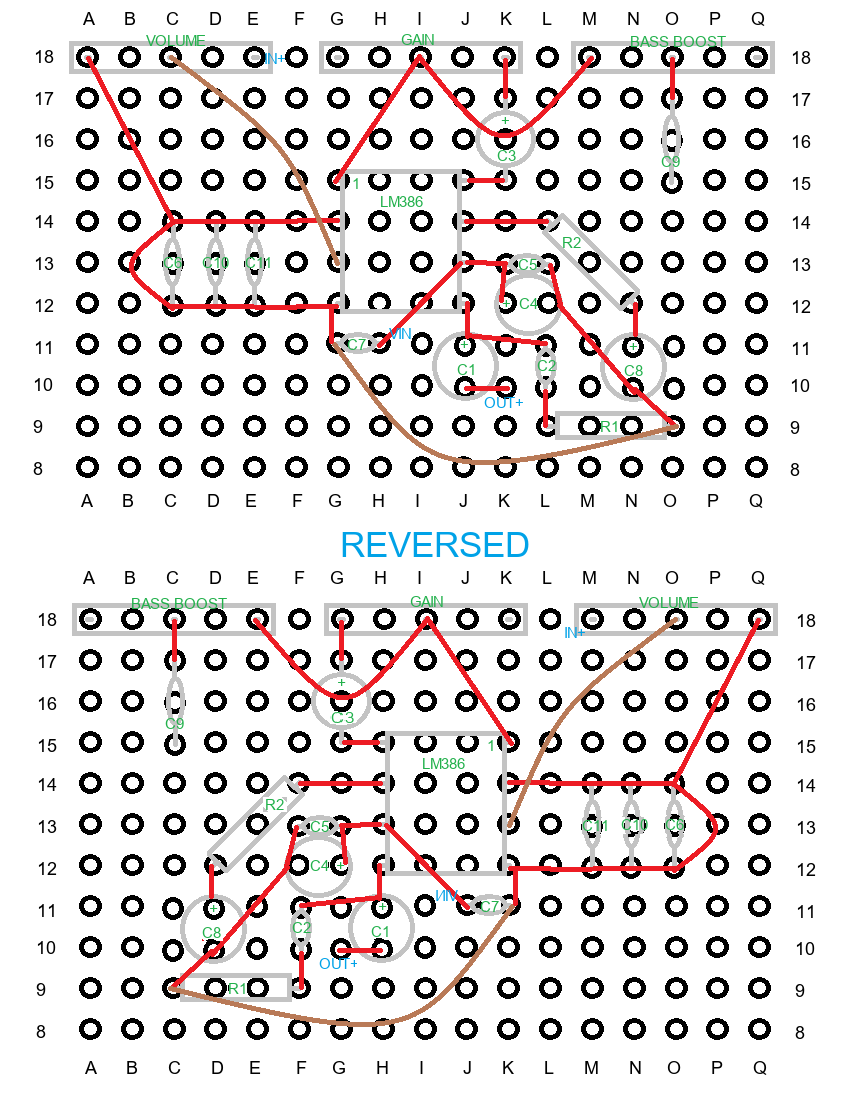 A B C D E F G H I J K L M N O P Q
VOLUME GAIN BASS BOOST
18 IN+ 18
17 17
+
16 16
C3 C9
15 1 15
LM386
14 14
R2
13 C6 C10 C11 C5 13
12 + C4 12
VIN
11 C7 + + 11
C1 C2 C8
10 10
OUT+
9 R1 9
8 8
A B C D E F G H I J K L M N O P Q
REVERSED
A B C D E F G H I J K L M N O P Q
BASS BOOST GAIN VOLUME
18 18
IN+
17 17
+
16 16
C9 C3
15 1 15
LM386
14 14
R2
13 C5 C11 C10 C6 13
12 C4 + 12
VIN
11 + + C7 11
C8 C2 C1
10 10
OUT+
9 R1 9
8 8
A B C D E F G H I J K L M N O P Q